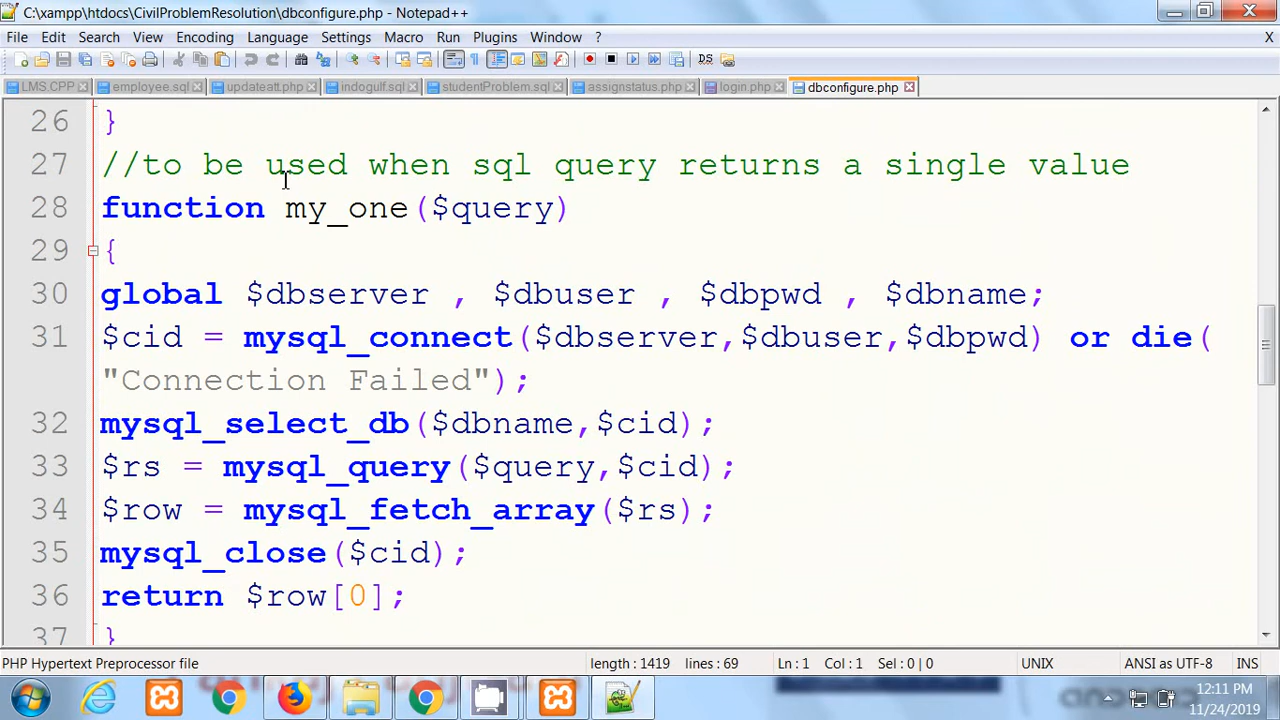 C:\xampp\htdocs\CivilProblemResolution\dbconfigure.php - Notepad++
File Edit Search View Encoding Language Settings Macro Run Plugins Window ? X
LMS.CPP employee.sql updateatt.php indogulf.sql studentProblem.sql assignstatus.php login.php dbconfigure.php
26 }
27 //to be used when sql query returns a single value
28 function my_one($query)
29 {
30 global $dbserver , $dbuser , $dbpwd , $dbname;
31 $cid = mysql_connect($dbserver,$dbuser,$dbpwd) or die(
"Connection Failed");
32 mysql_select_db($dbname,$cid);
33 $rs = mysql_query($query,$cid);
34 $row = mysql_fetch_array($rs);
35 mysql_close($cid);
36 return $row[0];
37 }
PHP Hypertext Preprocessor file length : 1419 lines : 69 Ln : 1 Col : 1 Sel : 0 | 0 UNIX ANSI as UTF-8 INS
12:11 PM
11/24/2019